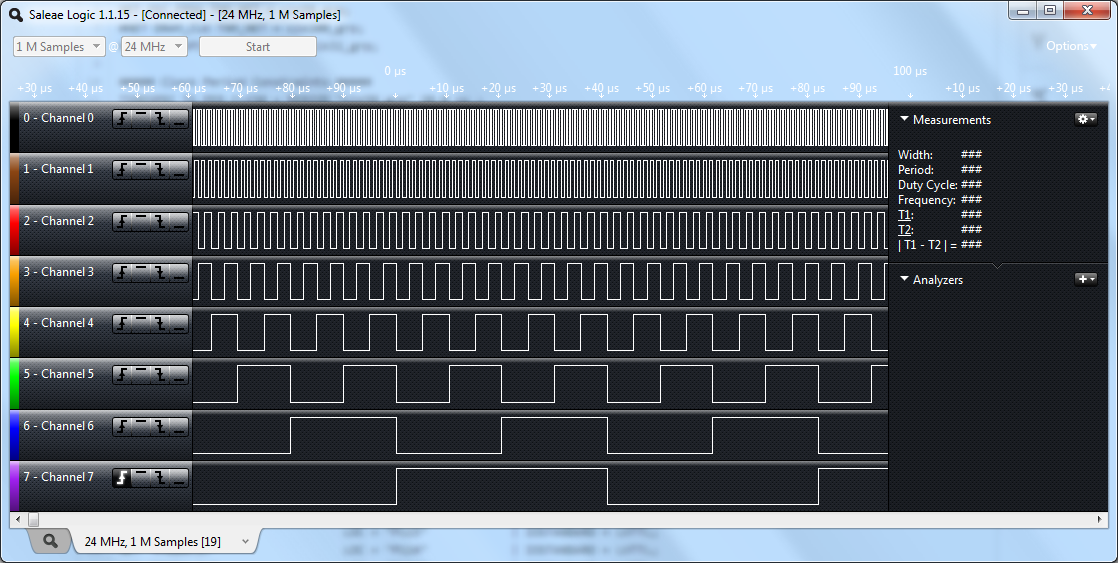 Saleae Logic 1.1.15 - [Connected] - [24 MHz, 1 M Samples]
1 M Samples @ 24 MHz Start Options
0 µs 100 µs
+30 µs +40 µs +50 µs +60 µs +70 µs +80 µs +90 µs +10 µs +20 µs +30 µs +40 µs +50 µs +60 µs +70 µs +80 µs +90 µs +10 µs +20 µs +30 µs
0 - Channel 0
1 - Channel 1
2 - Channel 2
3 - Channel 3
4 - Channel 4
5 - Channel 5
6 - Channel 6
7 - Channel 7
Measurements
Width: ###
Period: ###
Duty Cycle: ###
Frequency: ###
T1: ###
T2: ###
| T1 - T2 | = ###
Analyzers
24 MHz, 1 M Samples [19]